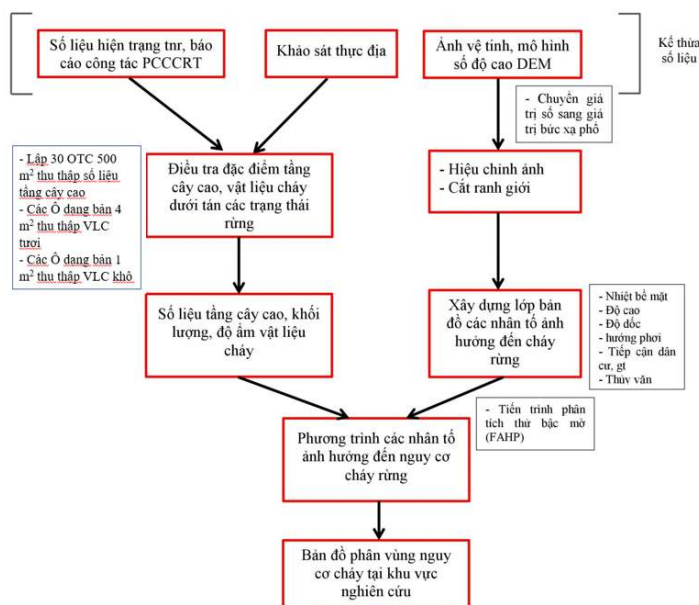 Số liệu hiện trạng tnr, báo
cáo công tác PCCCRT
Khảo sát thực địa
Ảnh vệ tinh, mô hình
số độ cao DEM
Kế thừa
số liệu
- Chuyển giá
trị số sang giá
trị bức xạ phổ
- Lập 30 OTC 500
m² thu thập số liệu
tầng cây cao
- Các Ô dạng bản 4
m² thu thập VLC
tươi
- Các Ô dạng bản 1
m² thu thập VLC khô
Điều tra đặc điểm tầng
cây cao, vật liệu cháy
dưới tán các trạng thái
rừng
- Hiệu chỉnh ảnh
- Cắt ranh giới
Số liệu tầng cây cao, khối
lượng, độ ẩm vật liệu
cháy
Xây dựng lớp bản
đồ các nhân tố ảnh
hưởng đến cháy
rừng
- Nhiệt bề mặt
- Độ cao
- Độ dốc
- hướng phơi
- Tiếp cận dân
cư, gt
- Thủy văn
- Tiến trình phân
tích thứ bậc mờ
(FAHP)
Phương trình các nhân tố
ảnh hưởng đến nguy cơ
cháy rừng
Bản đồ phân vùng nguy
cơ cháy tại khu vực
nghiên cứu